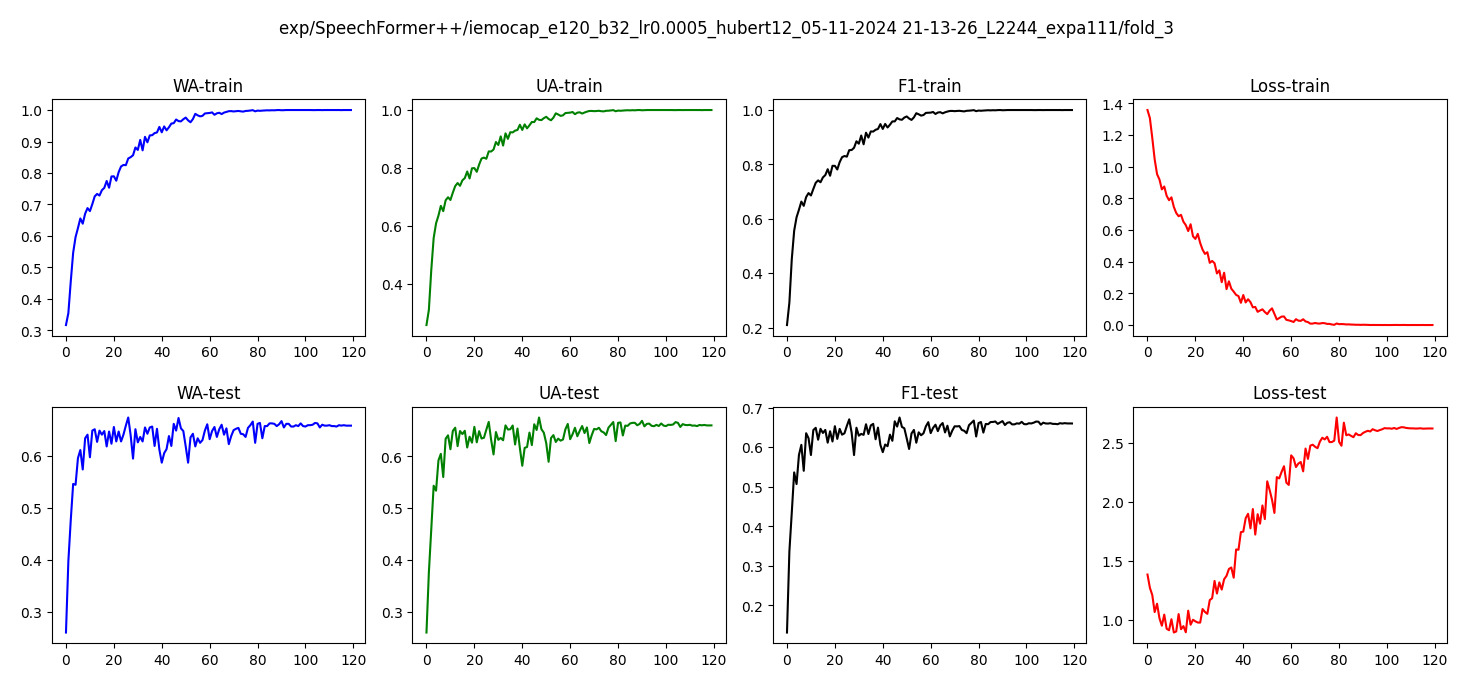 exp/SpeechFormer++/iemocap_e120_b32_lr0.0005_hubert12_05-11-2024 21-13-26_L2244_expa111/fold_3
WA-train
UA-train
F1-train
Loss-train
1.0
0.9
0.8
0.7
0.6
0.5
0.4
0.3
0 20 40 60 80 100 120
1.0
0.8
0.6
0.4
0 20 40 60 80 100 120
1.0
0.8
0.6
0.4
0.2
0 20 40 60 80 100 120
1.4
1.2
1.0
0.8
0.6
0.4
0.2
0.0
0 20 40 60 80 100 120
WA-test
UA-test
F1-test
Loss-test
0.6
0.5
0.4
0.3
0 20 40 60 80 100 120
0.6
0.5
0.4
0.3
0 20 40 60 80 100 120
0.7
0.6
0.5
0.4
0.3
0.2
0 20 40 60 80 100 120
2.5
2.0
1.5
1.0
0 20 40 60 80 100 120